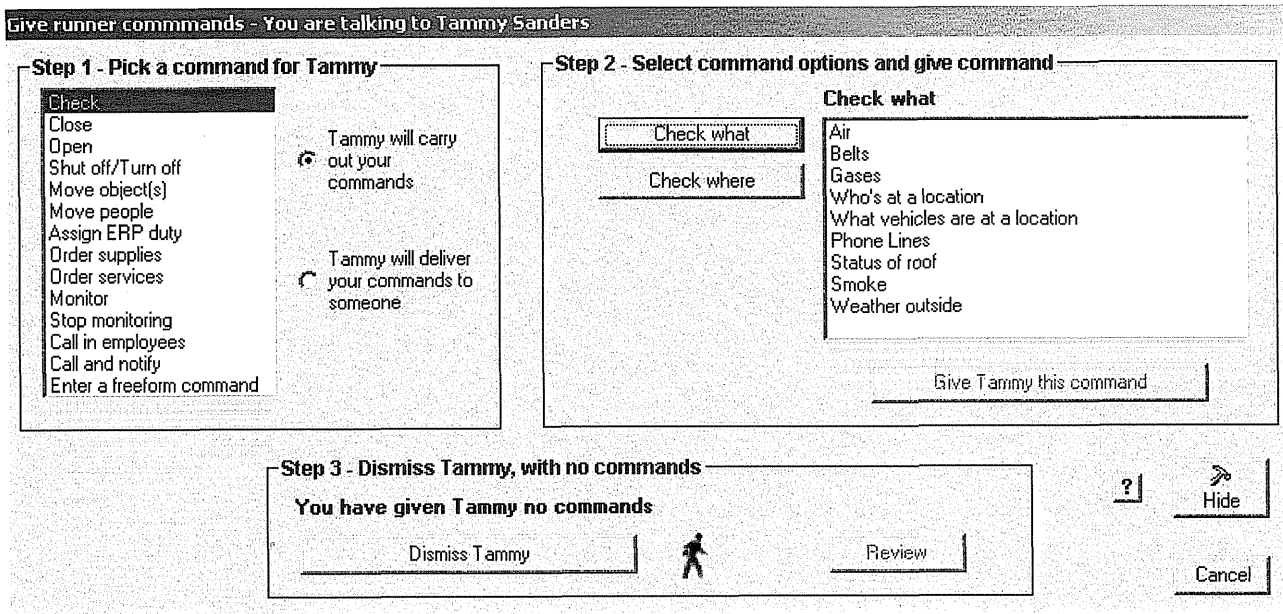 Give runner commmands - You are talking to Tammy Sanders
Step 1 - Pick a command for Tammy
Check
Close
Open
Shut off/Turn off
Move object(s)
Move people
Assign ERP duty
Order supplies
Order services
Monitor
Stop monitoring
Call in employees
Call and notify
Enter a freeform command
Tammy will carry
out your
commands
Tammy will deliver
your commands to
someone
Step 2 - Select command options and give command
Check what
Check where
Check what
Air
Belts
Gases
Who's at a location
What vehicles are at a location
Phone Lines
Status of roof
Smoke
Weather outside
Give Tammy this command
Step 3 - Dismiss Tammy, with no commands
You have given Tammy no commands
Dismiss Tammy
Review
?
Hide
Cancel